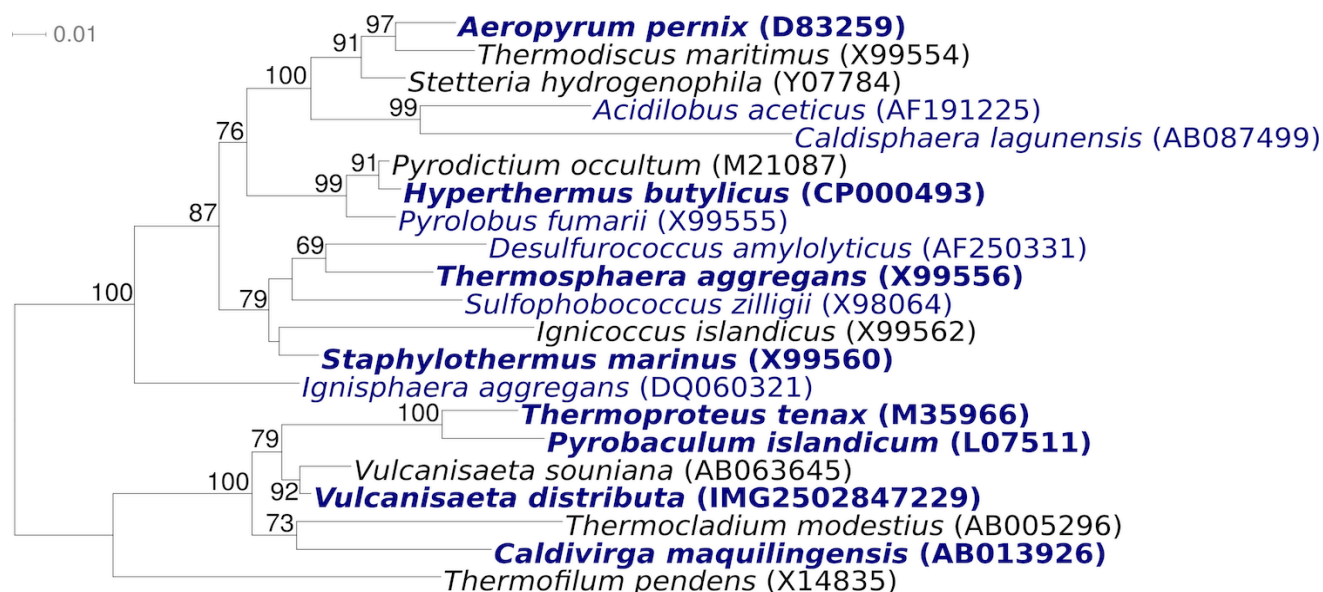 0.01
97
Aeropyrum pernix (D83259)
91
Thermodiscus maritimus (X99554)
100
Stetteria hydrogenophila (Y07784)
99
Acidilobus aceticus (AF191225)
76
Caldisphaera lagunensis (AB087499)
91
Pyrodictium occultum (M21087)
99
Hyperthermus butylicus (CP000493)
87
Pyrolobus fumarii (X99555)
69
Desulfurococcus amylolyticus (AF250331)
Thermosphaera aggregans (X99556)
100
79
Sulfophobococcus zilligii (X98064)
Ignicoccus islandicus (X99562)
Staphylothermus marinus (X99560)
Ignisphaera aggregans (DQ060321)
100
Thermoproteus tenax (M35966)
79
Pyrobaculum islandicum (L07511)
Vulcanisaeta souniana (AB063645)
100
92
Vulcanisaeta distributa (IMG2502847229)
73
Thermocladium modestius (AB005296)
Caldivirga maquilingensis (AB013926)
Thermofilum pendens (X14835)